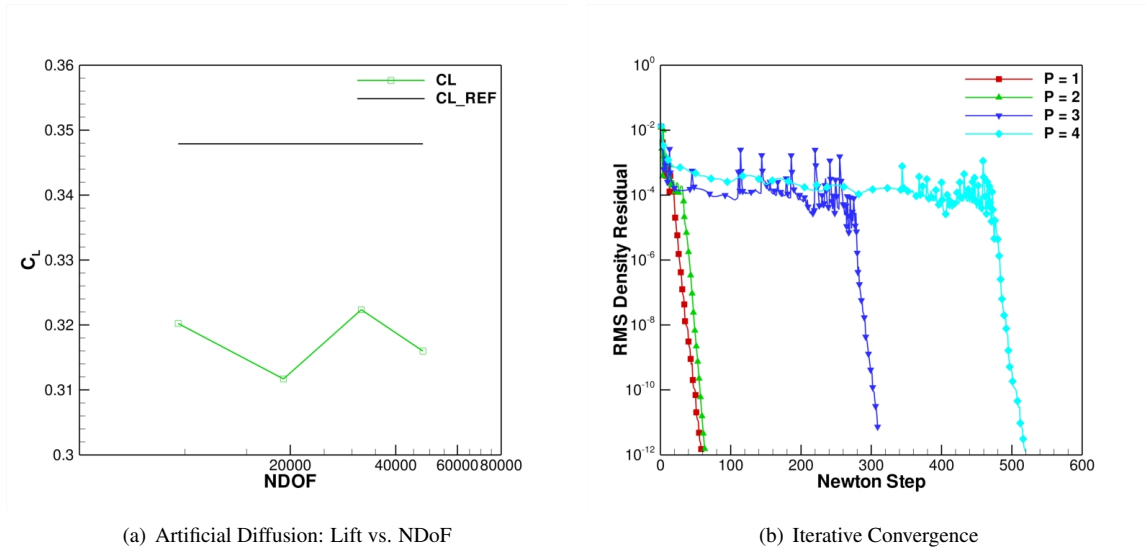 0.36
0.35
0.34
0.33
0.32
0.31
0.3
C_L
20000
40000
60000
80000
NDOF
CL
CL_REF
(a) Artificial Diffusion: Lift vs. NDoF
10^0
10^-2
10^-4
10^-6
10^-8
10^-10
10^-12
RMS Density Residual
0
100
200
300
400
500
600
Newton Step
P = 1
P = 2
P = 3
P = 4
(b) Iterative Convergence